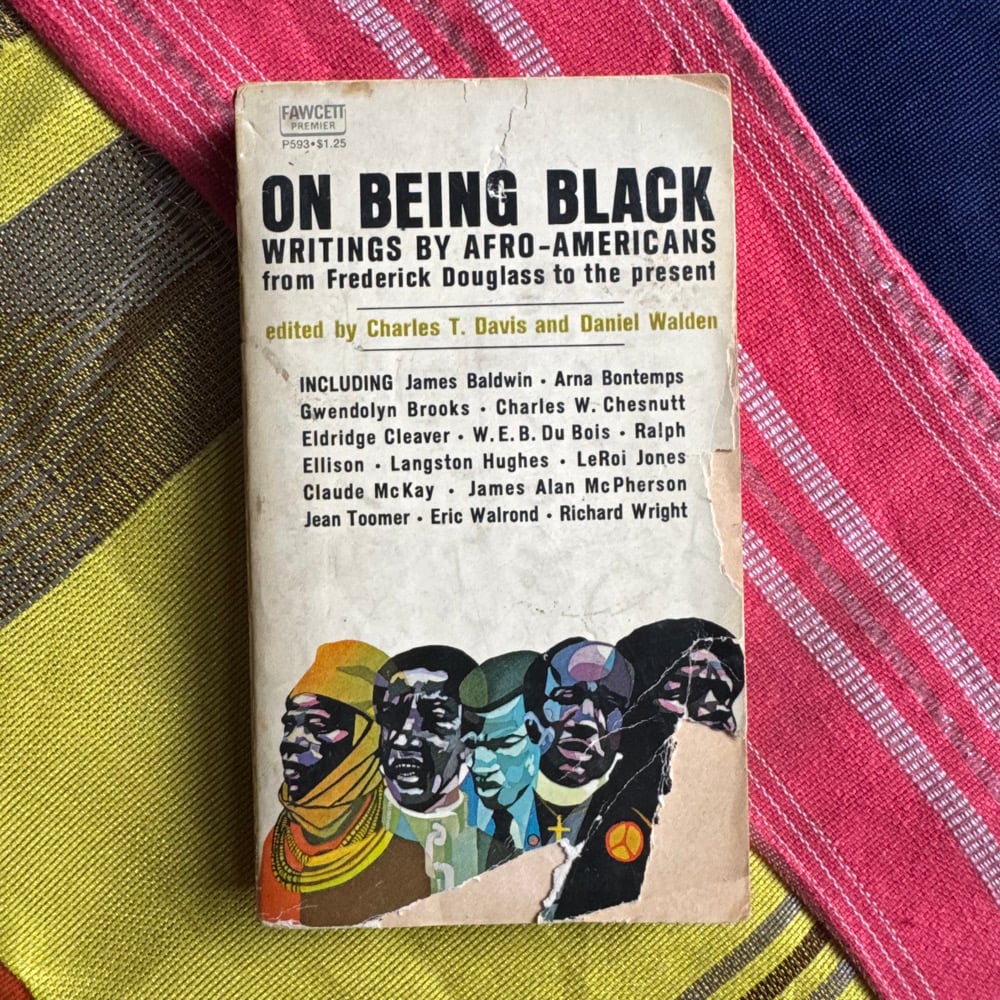 FAWCETT
PREMIER
P593•$1.25
ON BEING BLACK
WRITINGS BY AFRO-AMERICANS
from Frederick Douglass to the present
edited by Charles T. Davis and Daniel Walden
INCLUDING James Baldwin • Arna Bontemps
Gwendolyn Brooks • Charles W. Chesnutt
Eldridge Cleaver • W. E. B. Du Bois • Ralph
Ellison • Langston Hughes • LeRoi Jones
Claude McKay • James Alan McPherson
Jean Toomer • Eric Walrond • Richard Wright